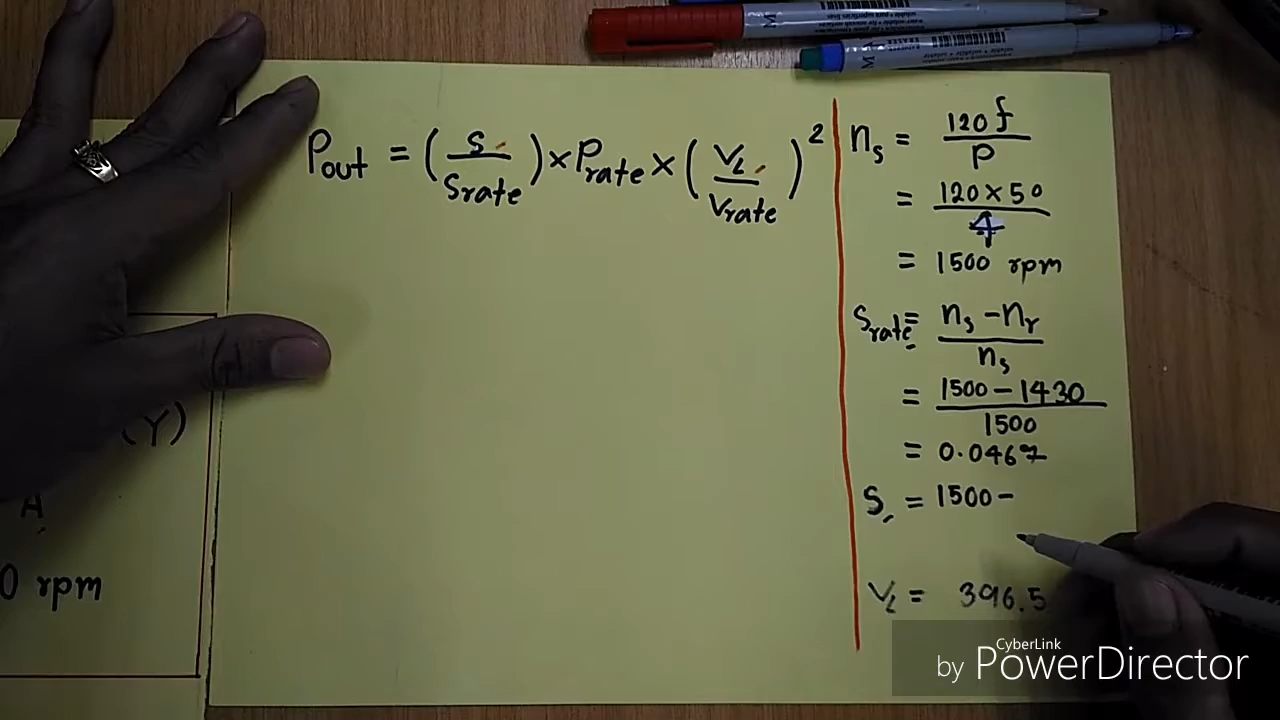 Pout = (S/Srate) × Prate × (VL/Vrate)²
ns = 120f/P
= 120×50/4
= 1500 rpm
Srate = ns − nr/ns
= 1500 − 1430/1500
= 0.0467
S = 1500 −
VL = 396.5
(Y)
A
0 rpm
CyberLink
by PowerDirector